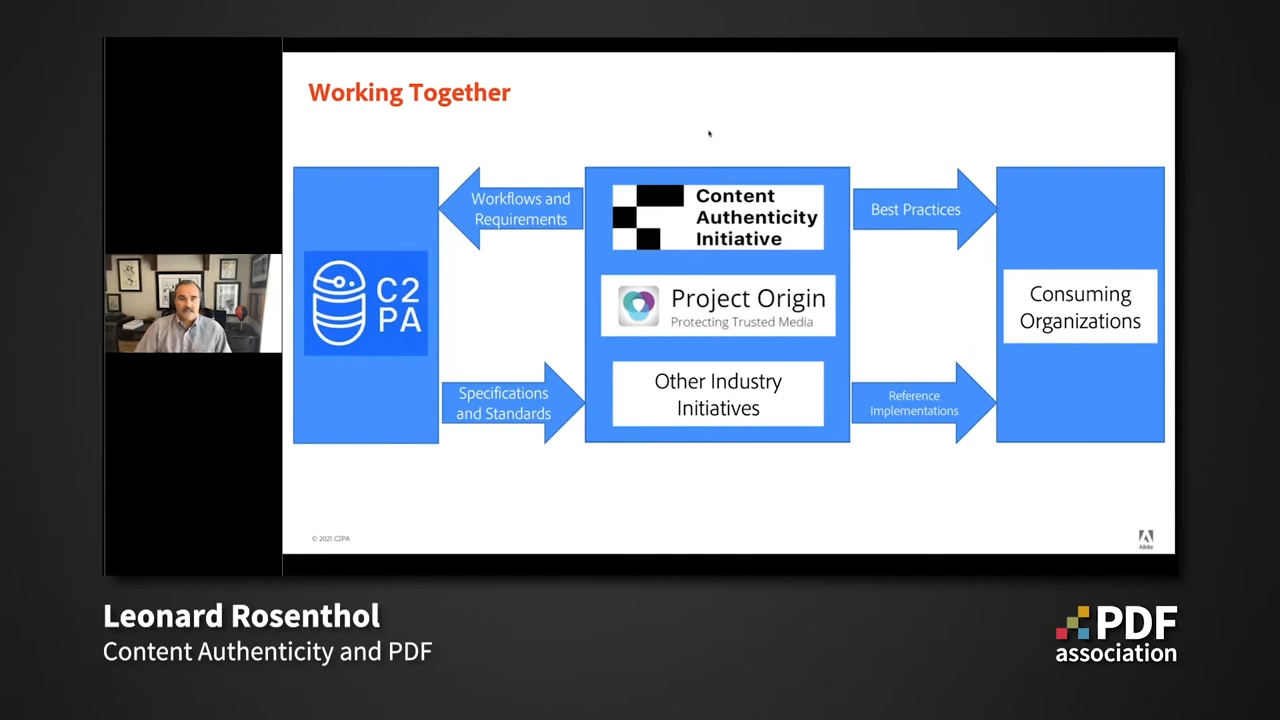 Working Together
Workflows and
Requirements
Content
Authenticity
Initiative
Best Practices
C2
PA
Project Origin
Protecting Trusted Media
Consuming
Organizations
Specifications
and Standards
Other Industry
Initiatives
Reference
Implementations
© 2021 C2PA
Adobe
Leonard Rosenthol
Content Authenticity and PDF
PDF
association